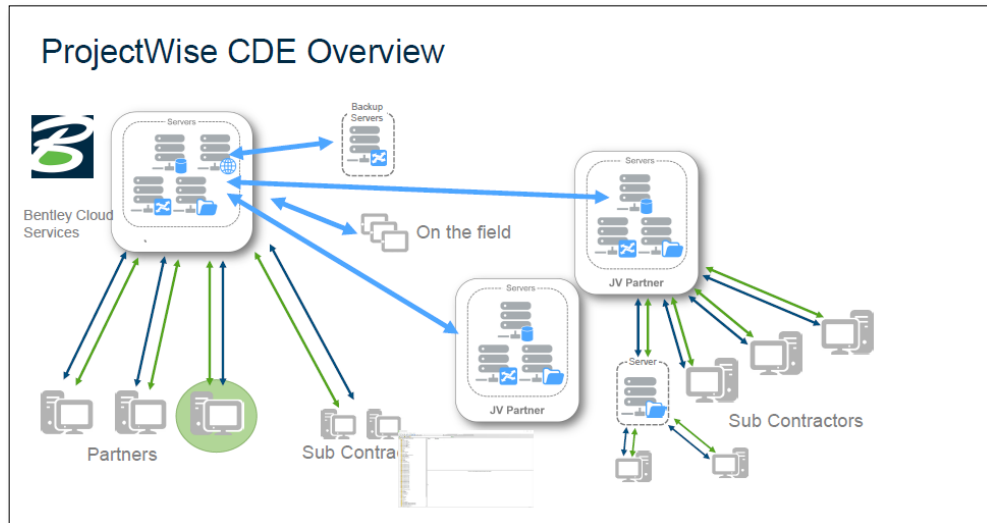 ProjectWise CDE Overview
Backup
Servers
Servers
Servers
Bentley Cloud
Services
On the field
JV Partner
Servers
Server
JV Partner
Sub Contractors
Partners
Sub Contrac